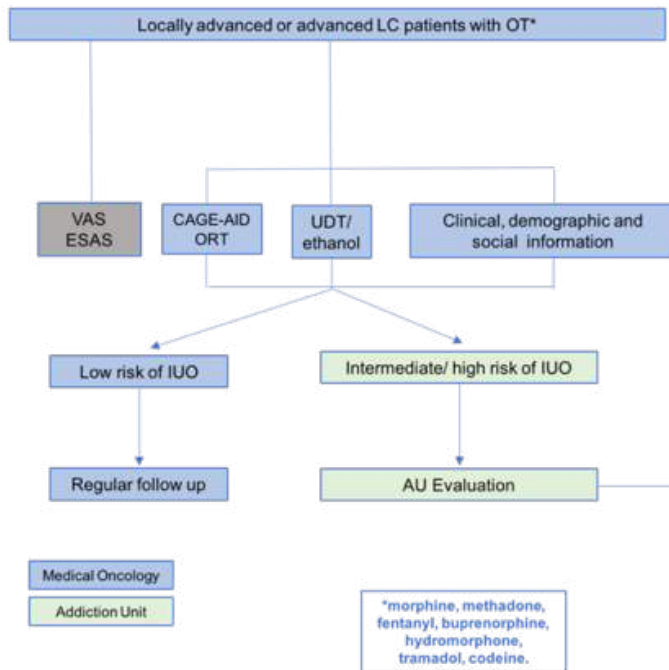 Locally advanced or advanced LC patients with OT*
VAS
ESAS
CAGE-AID
ORT
UDT/
ethanol
Clinical, demographic and
social information
Low risk of IUO
Intermediate/ high risk of IUO
Regular follow up
AU Evaluation
Medical Oncology
Addiction Unit
*morphine, methadone,
fentanyl, buprenorphine,
hydromorphone,
tramadol, codeine.